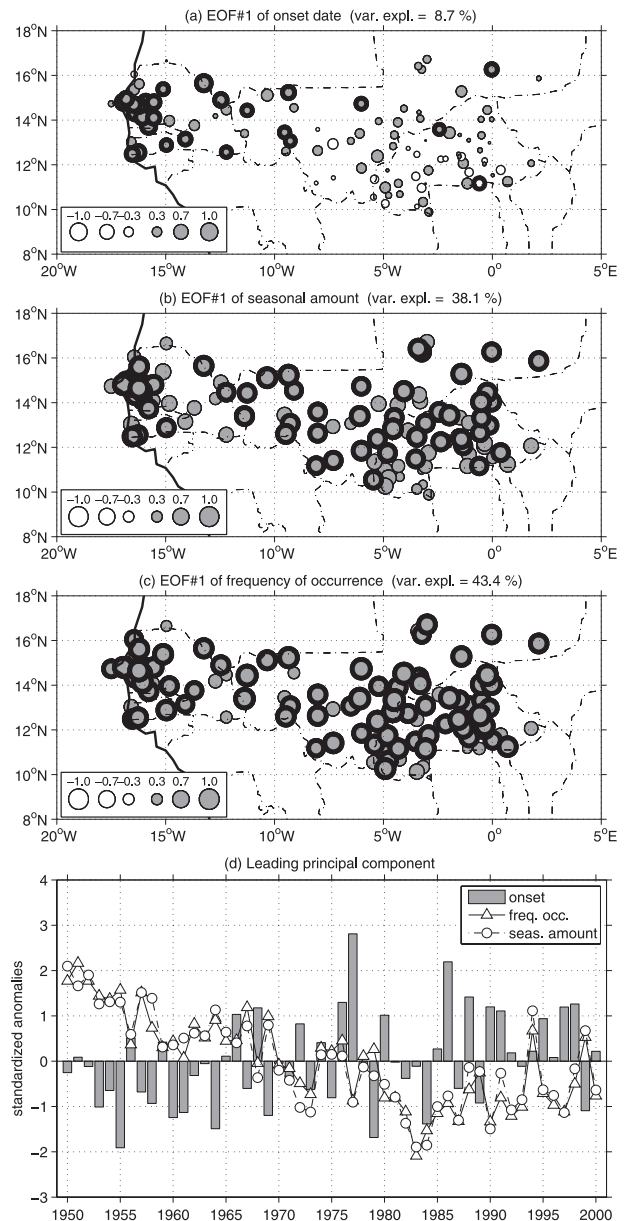 (a) EOF#1 of onset date (var. expl. = 8.7 %)
18°N
16°N
14°N
12°N
10°N
8°N
−1.0 −0.7 −0.3 0.3 0.7 1.0
20°W 15°W 10°W 5°W 0°E 5°E
(b) EOF#1 of seasonal amount (var. expl. = 38.1 %)
18°N
16°N
14°N
12°N
10°N
8°N
−1.0 −0.7−0.3 0.3 0.7 1.0
20°W 15°W 10°W 5°W 0°E 5°E
(c) EOF#1 of frequency of occurrence (var. expl. = 43.4 %)
18°N
16°N
14°N
12°N
10°N
8°N
−1.0 −0.7−0.3 0.3 0.7 1.0
20°W 15°W 10°W 5°W 0°E 5°E
(d) Leading principal component
standardized anomalies
4
3
2
1
0
−1
−2
−3
onset
freq. occ.
seas. amount
1950 1955 1960 1965 1970 1975 1980 1985 1990 1995 2000